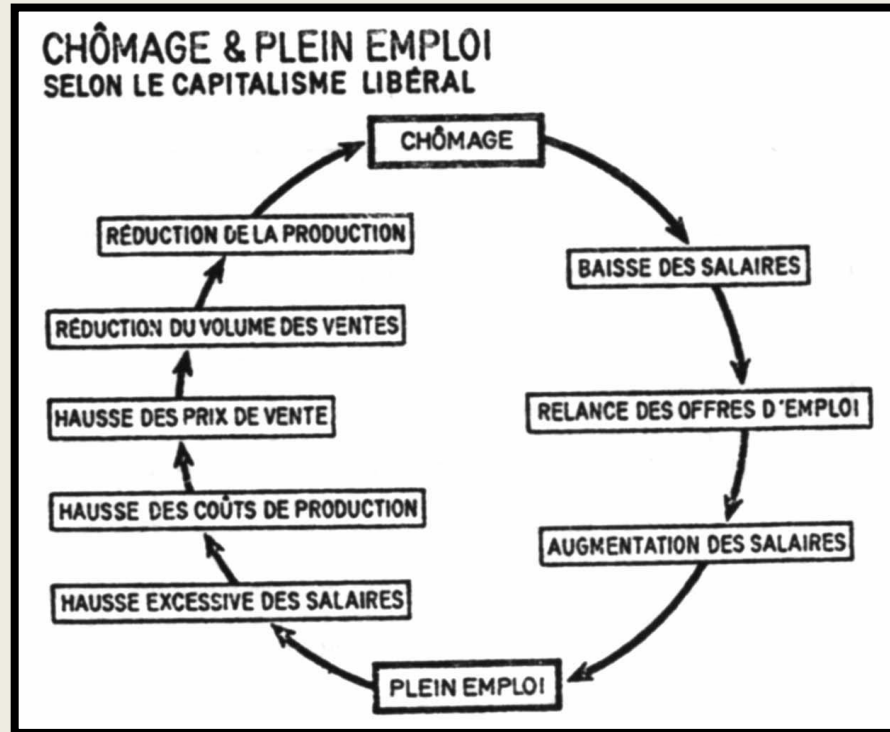 CHÔMAGE & PLEIN EMPLOI
SELON LE CAPITALISME LIBÉRAL
CHÔMAGE
BAISSE DES SALAIRES
RELANCE DES OFFRES D'EMPLOI
AUGMENTATION DES SALAIRES
PLEIN EMPLOI
HAUSSE EXCESSIVE DES SALAIRES
HAUSSE DES COÛTS DE PRODUCTION
HAUSSE DES PRIX DE VENTE
RÉDUCTION DU VOLUME DES VENTES
RÉDUCTION DE LA PRODUCTION